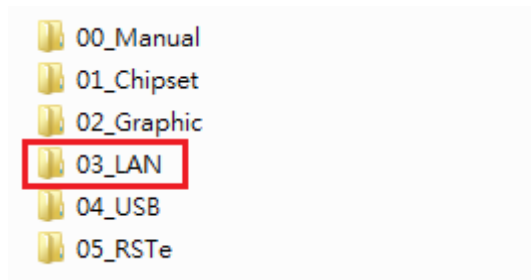 00_Manual
01_Chipset
02_Graphic
03_LAN
04_USB
05_RSTe